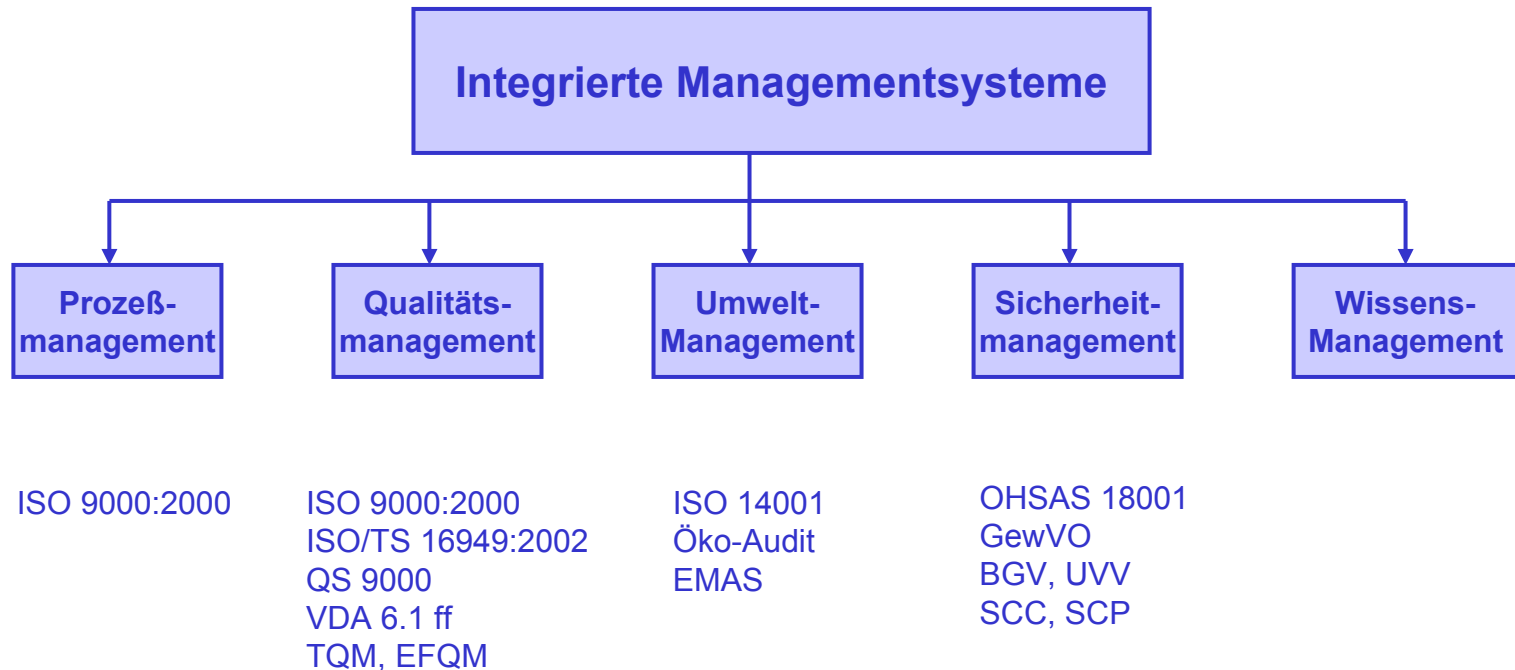 Integrierte Managementsysteme
Prozeß-
management
Qualitäts-
management
Umwelt-
Management
Sicherheit-
management
Wissens-
Management
ISO 9000:2000
ISO 9000:2000
ISO/TS 16949:2002
QS 9000
VDA 6.1 ff
TQM, EFQM
ISO 14001
Öko-Audit
EMAS
OHSAS 18001
GewVO
BGV, UVV
SCC, SCP